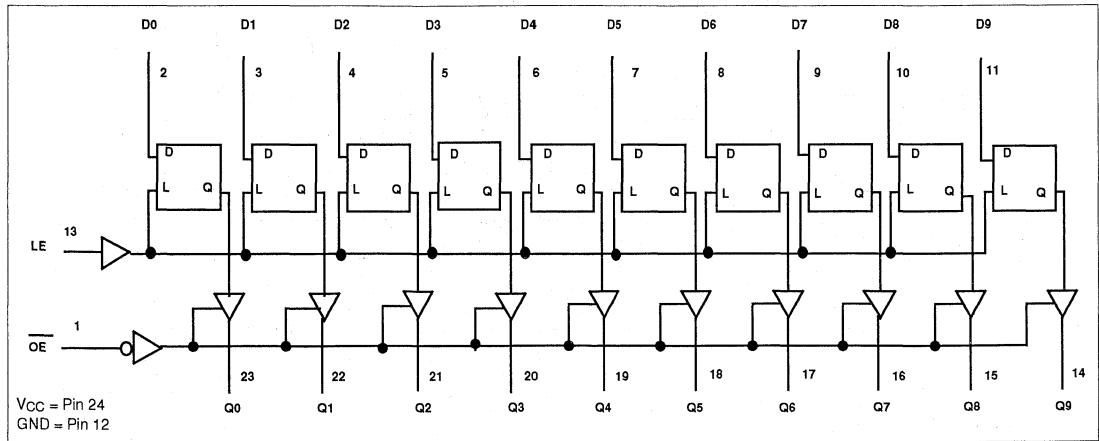 D0 D1 D2 D3 D4 D5 D6 D7 D8 D9
2 3 4 5 6 7 8 9 10 11
D D D D D D D D D D
L Q L Q L Q L Q L Q L Q L Q L Q L Q L Q
LE 13
OE 1
23 22 21 20 19 18 17 16 15 14
Q0 Q1 Q2 Q3 Q4 Q5 Q6 Q7 Q8 Q9
VCC = Pin 24
GND = Pin 12